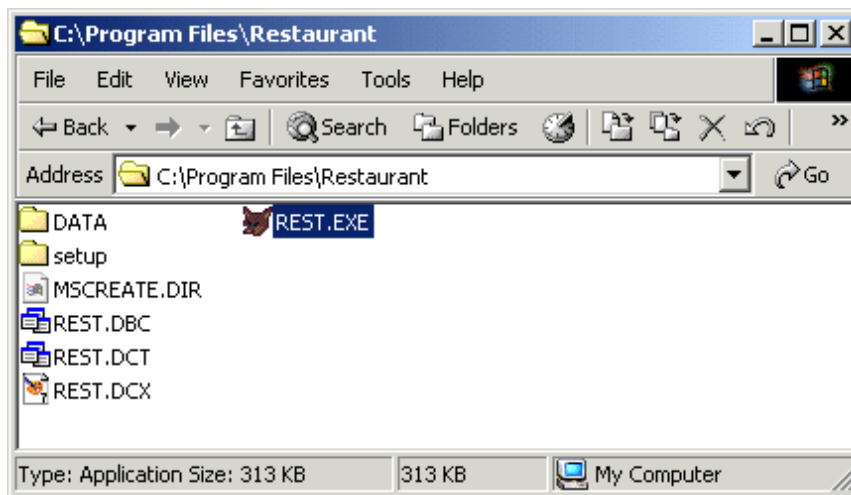 C:\Program Files\Restaurant
File Edit View Favorites Tools Help
Back Search Folders »
Address C:\Program Files\Restaurant Go
DATA REST.EXE
setup
MSCREATE.DIR
REST.DBC
REST.DCT
REST.DCX
Type: Application Size: 313 KB 313 KB My Computer